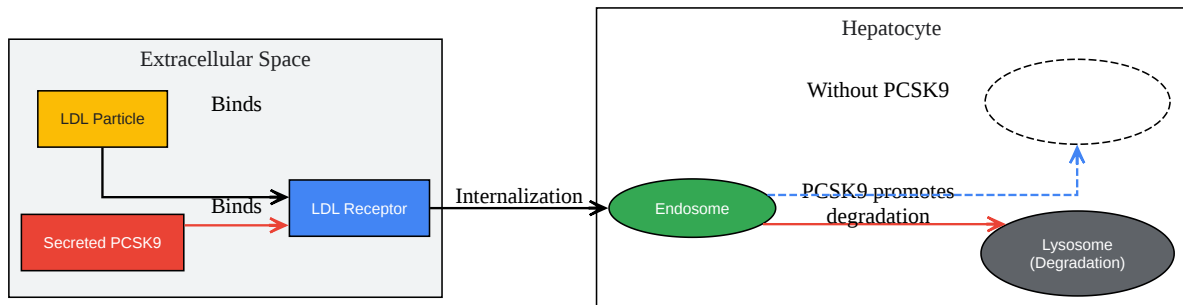 Extracellular Space
Binds
LDL Particle
Binds
LDL Receptor
Secreted PCSK9
Internalization
Hepatocyte
Without PCSK9
Endosome
PCSK9 promotes
degradation
Lysosome
(Degradation)